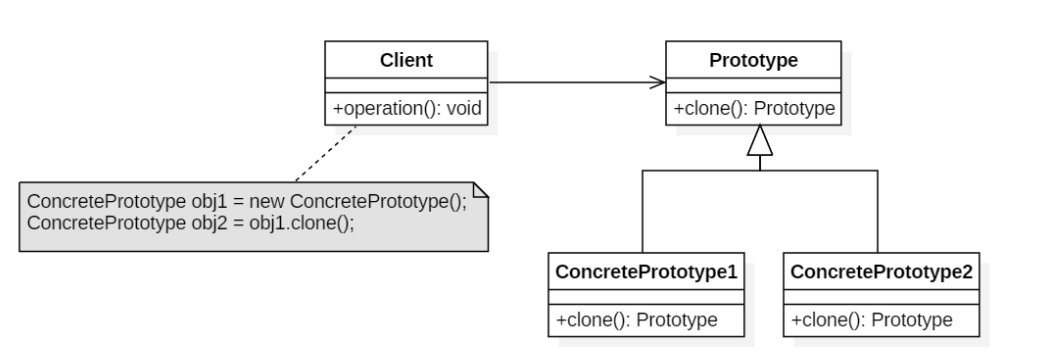 Client
+operation(): void
Prototype
+clone(): Prototype
ConcretePrototype obj1 = new ConcretePrototype();
ConcretePrototype obj2 = obj1.clone();
ConcretePrototype1
+clone(): Prototype
ConcretePrototype2
+clone(): Prototype